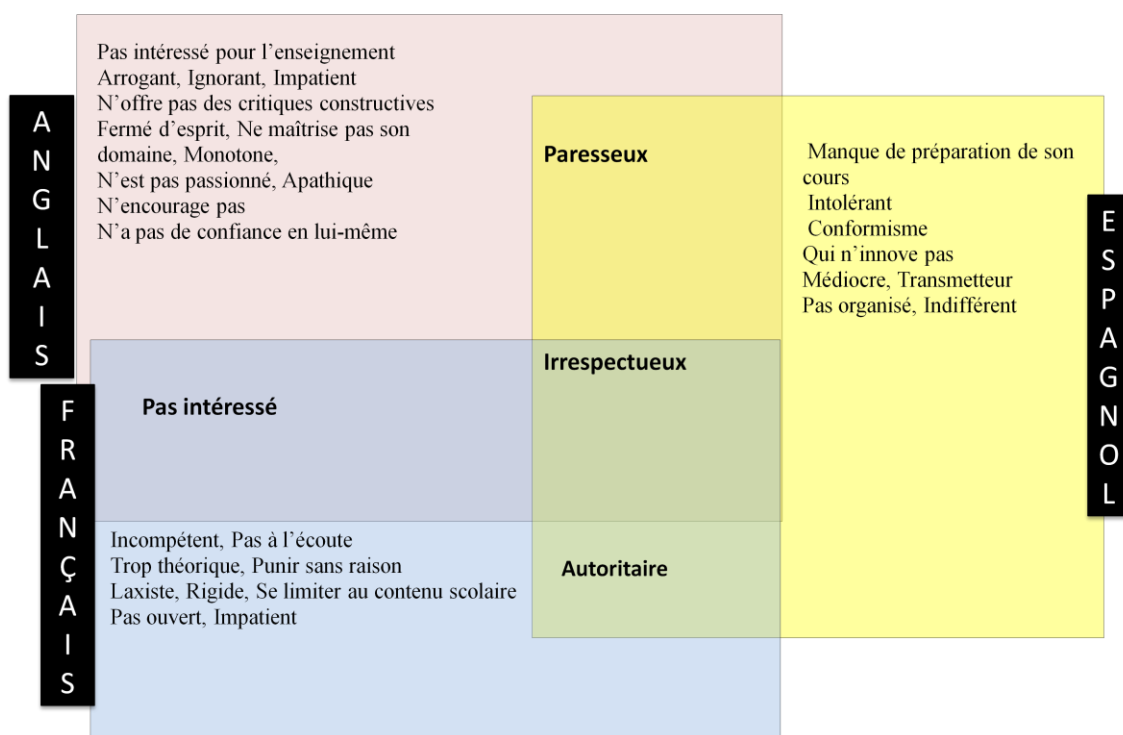 ANGLAIS
Pas intéressé pour l’enseignement
Arrogant, Ignorant, Impatient
N’offre pas des critiques constructives
Fermé d’esprit, Ne maîtrise pas son
domaine, Monotone,
N’est pas passionné, Apathique
N’encourage pas
N’a pas de confiance en lui-même
Paresseux
Manque de préparation de son
cours
Intolérant
Conformisme
Qui n’innove pas
Médiocre, Transmetteur
Pas organisé, Indifférent
ESPAGNOL
Irrespectueux
Pas intéressé
FRANÇAIS
Incompétent, Pas à l’écoute
Trop théorique, Punir sans raison
Laxiste, Rigide, Se limiter au contenu scolaire
Pas ouvert, Impatient
Autoritaire